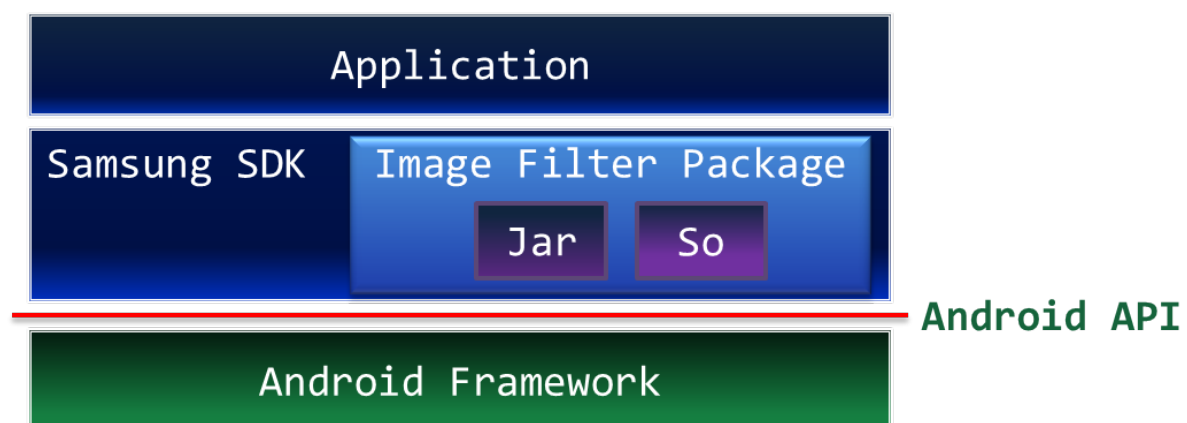 Application
Samsung SDK
Image Filter Package
Jar
So
Android API
Android Framework